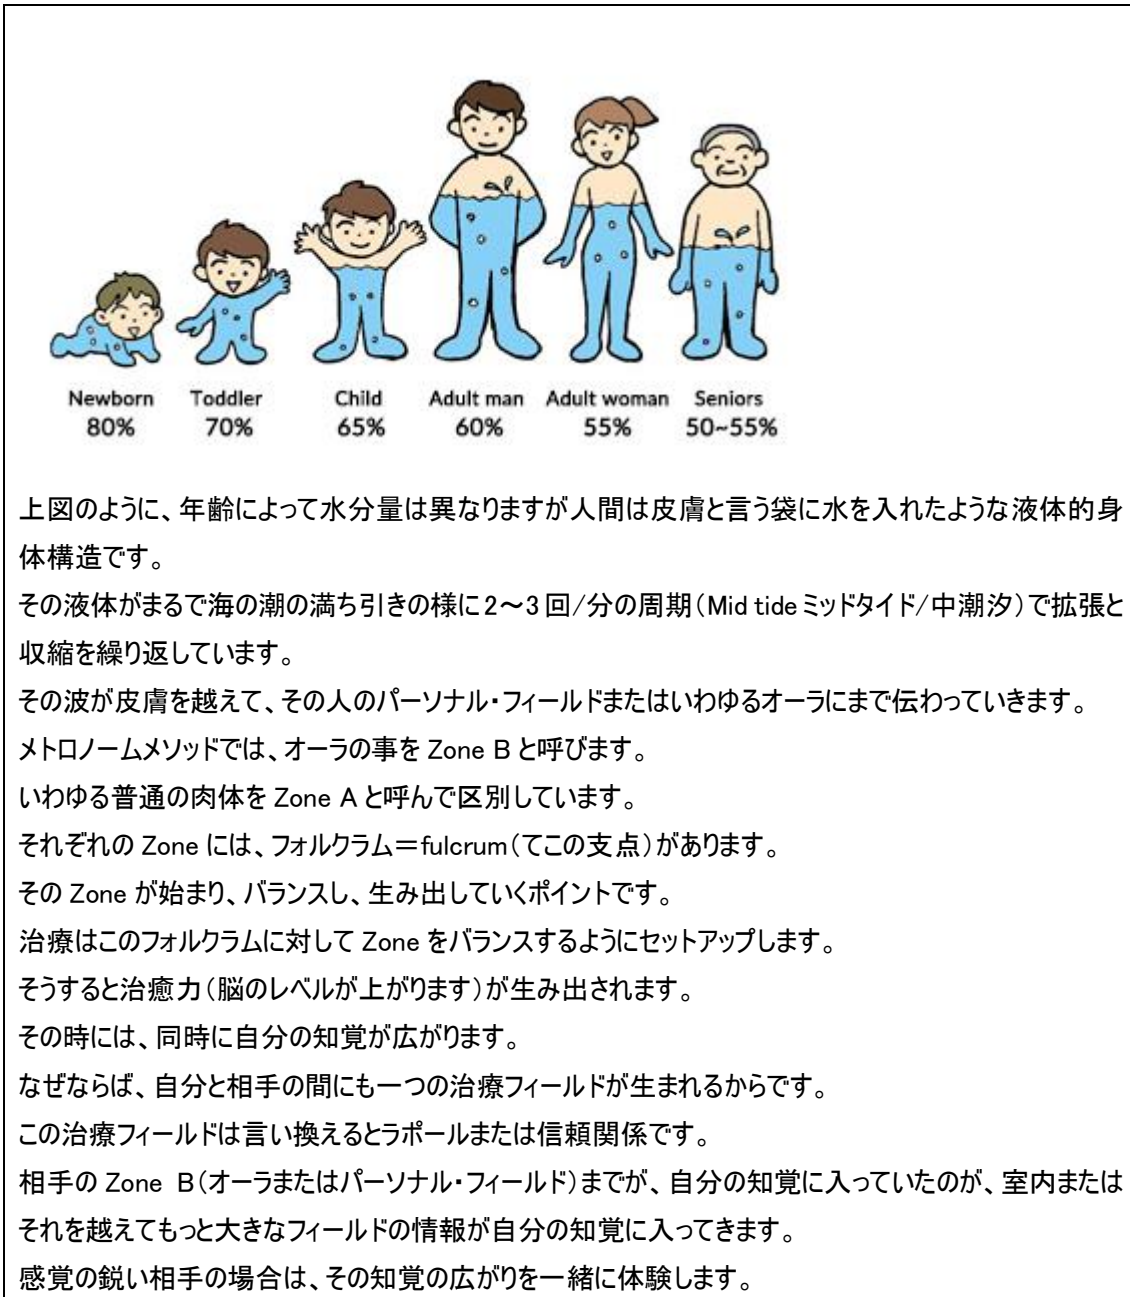 Newborn Toddler Child Adult man Adult woman Seniors
80% 70% 65% 60% 55% 50~55%
上図のように、年齢によって水分量は異なりますが人間は皮膚と言う袋に水を入れたような液体的身
体構造です。
その液体がまるで海の潮の満ち引きの様に2～3回/分の周期（Mid tideミッドタイド/中潮汐）で拡張と
収縮を繰り返しています。
その波が皮膚を越えて、その人のパーソナル・フィールドまたはいわゆるオーラにまで伝わっていきます。
メトロノームメソッドでは、オーラの事を Zone B と呼びます。
いわゆる普通の肉体を Zone A と呼んで区別しています。
それぞれの Zone には、フォルクラム＝fulcrum（てこの支点）があります。
その Zone が始まり、バランスし、生み出していくポイントです。
治療はこのフォルクラムに対して Zone をバランスするようにセットアップします。
そうすると治癒力（脳のレベルが上がります）が生み出されます。
その時には、同時に自分の知覚が広がります。
なぜならば、自分と相手の間にも一つの治療フィールドが生まれるからです。
この治療フィールドは言い換えるとラポールまたは信頼関係です。
相手の Zone B（オーラまたはパーソナル・フィールド）までが、自分の知覚に入っていたのが、室内または
それを越えてもっと大きなフィールドの情報が自分の知覚に入ってきます。
感覚の鋭い相手の場合は、その知覚の広がりを一緒に体験します。